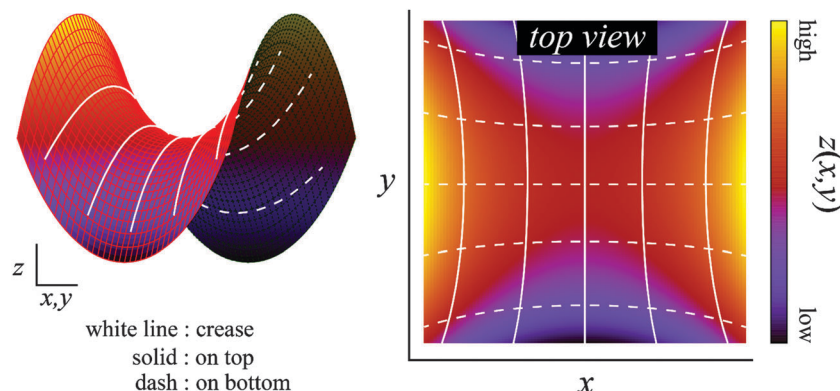 top view
high
z(x,y)
low
y
x
z
x,y
white line : crease
solid : on top
dash : on bottom